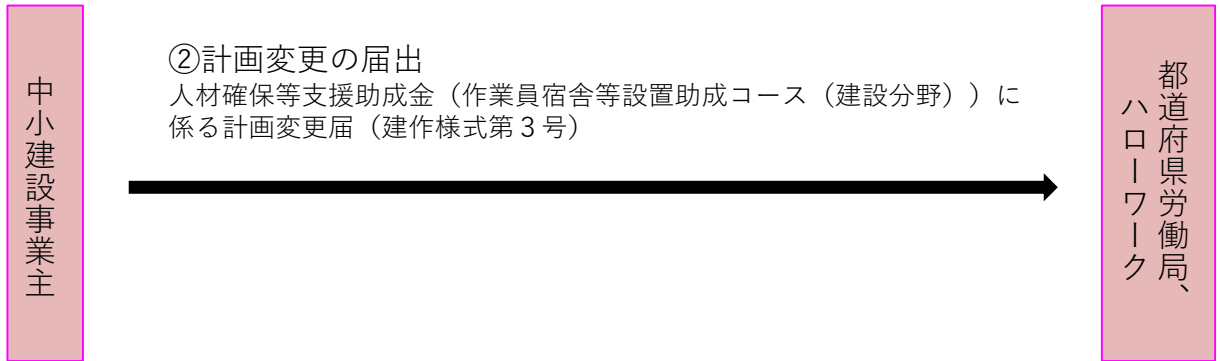 中小建設事業主
②計画変更の届出
人材確保等支援助成金（作業員宿舎等設置助成コース（建設分野））に
係る計画変更届（建作様式第３号）
都道府県労働局、
ハローワーク